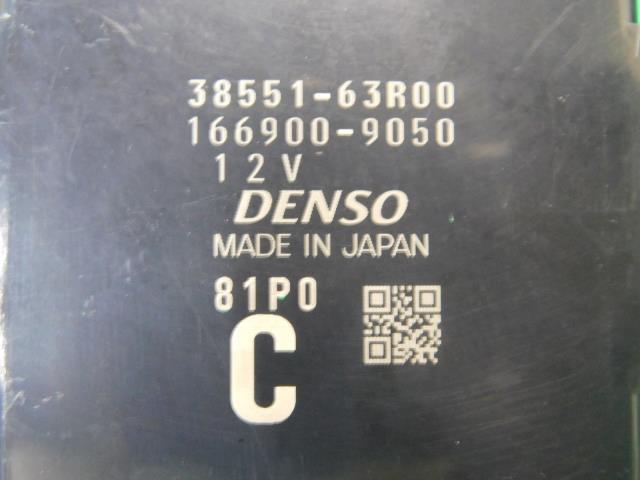 38551-63R00
166900-9050
12V
DENSO
MADE IN JAPAN
81P0
C